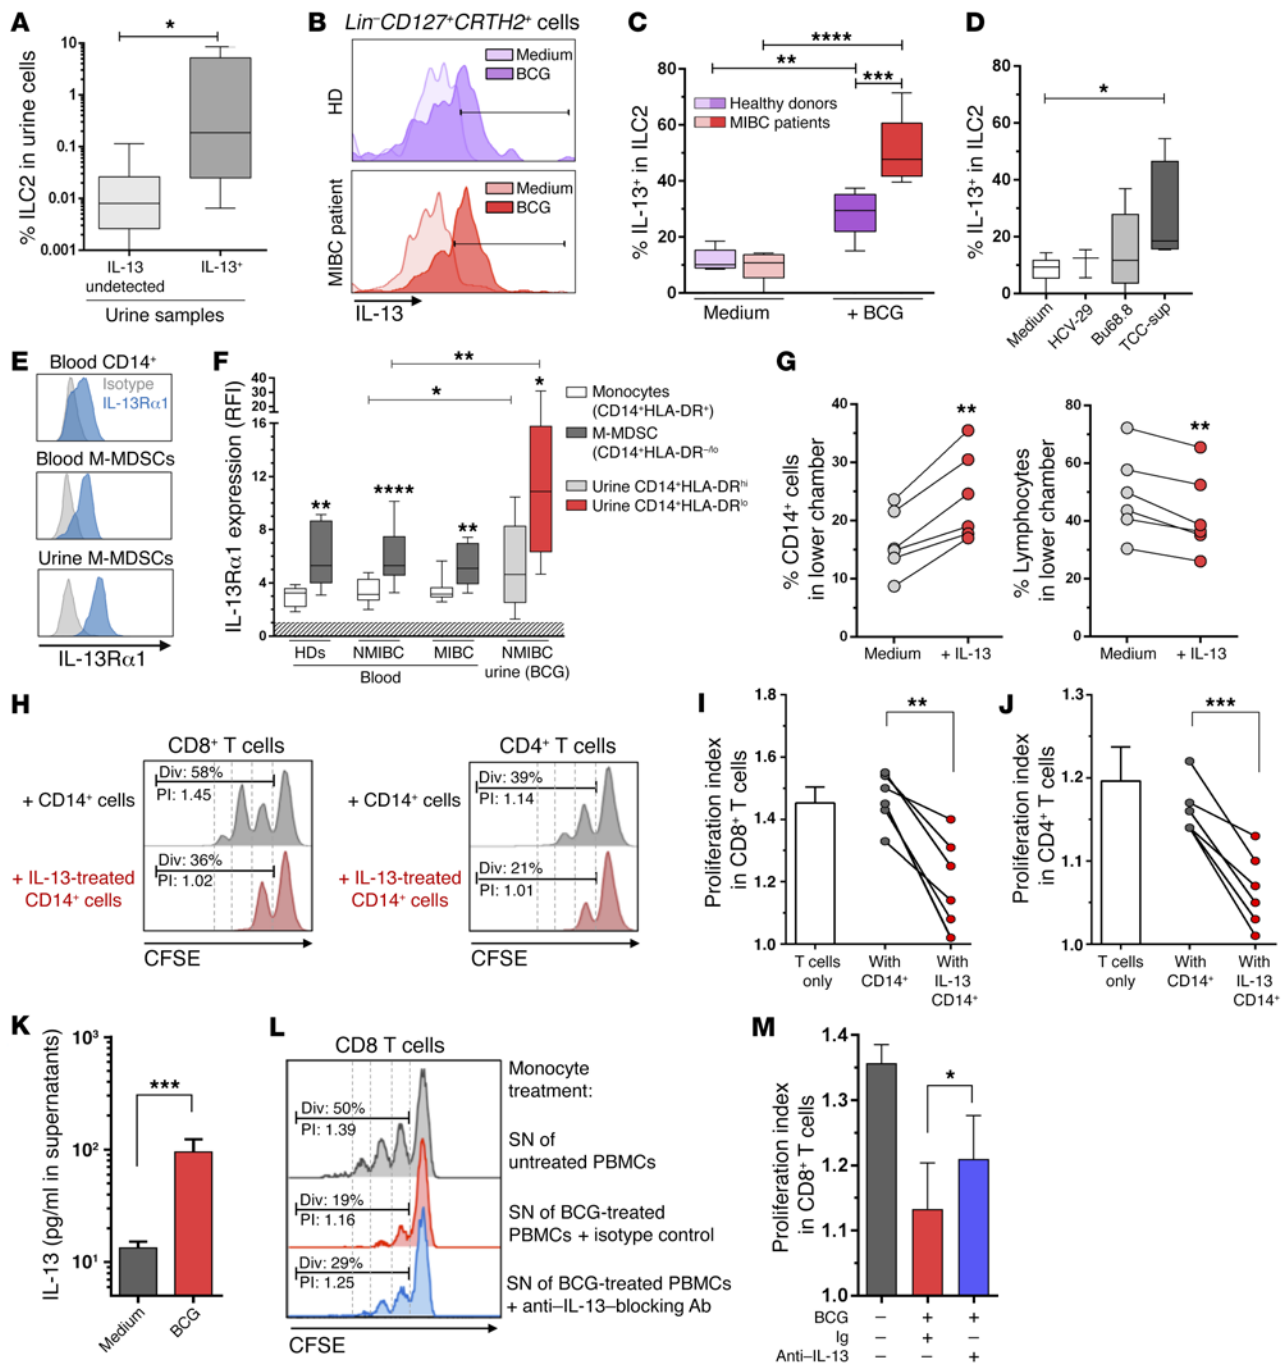 A
*
10
1
0.1
0.01
0.001
% ILC2 in urine cells
IL-13
undetected
IL-13⁺
Urine samples
B
Lin⁻CD127⁺CRTH2⁺ cells
HD
Medium
BCG
MIBC patient
Medium
BCG
IL-13
C
****
**
***
80
60
40
20
0
% IL-13⁺ in ILC2
Healthy donors
MIBC patients
Medium
+ BCG
D
*
80
60
40
20
0
% IL-13⁺ in ILC2
Medium
HCV-29
Bu68.8
TCC-sup
E
Blood CD14⁺
Isotype
IL-13Rα1
Blood M-MDSCs
Urine M-MDSCs
IL-13Rα1
F
**
*
*
**
****
**
40
30
20
16
12
8
4
0
IL-13Rα1 expression (RFI)
HDs
NMIBC
MIBC
NMIBC
urine (BCG)
Blood
Monocytes
(CD14⁺HLA-DR⁺)
M-MDSC
(CD14⁺HLA-DR⁻/lo
Urine CD14⁺HLA-DRhi
Urine CD14⁺HLA-DRlo
G
**
40
30
20
10
0
% CD14⁺ cells
in lower chamber
Medium
+ IL-13
**
80
60
40
20
0
% Lymphocytes
in lower chamber
Medium
+ IL-13
H
CD8⁺ T cells
+ CD14⁺ cells
Div: 58%
PI: 1.45
+ IL-13-treated
CD14⁺ cells
Div: 36%
PI: 1.02
CFSE
CD4⁺ T cells
+ CD14⁺ cells
Div: 39%
PI: 1.14
+ IL-13-treated
CD14⁺ cells
Div: 21%
PI: 1.01
CFSE
I
**
1.8
1.6
1.4
1.2
1.0
Proliferation index
in CD8⁺ T cells
T cells
only
With
CD14⁺
With
IL-13
CD14⁺
J
***
1.3
1.2
1.1
1.0
Proliferation index
in CD4⁺ T cells
T cells
only
With
CD14⁺
With
IL-13
CD14⁺
K
***
10³
10²
10¹
IL-13 (pg/ml in supernatants)
Medium
BCG
L
CD8 T cells
Monocyte
treatment:
Div: 50%
PI: 1.39
SN of
untreated PBMCs
Div: 19%
PI: 1.16
SN of BCG-treated
PBMCs + isotype control
Div: 29%
PI: 1.25
SN of BCG-treated PBMCs
+ anti–IL-13–blocking Ab
CFSE
M
*
1.4
1.3
1.2
1.1
1.0
Proliferation index
in CD8⁺ T cells
BCG − + +
Ig − + −
Anti–IL-13 − − +